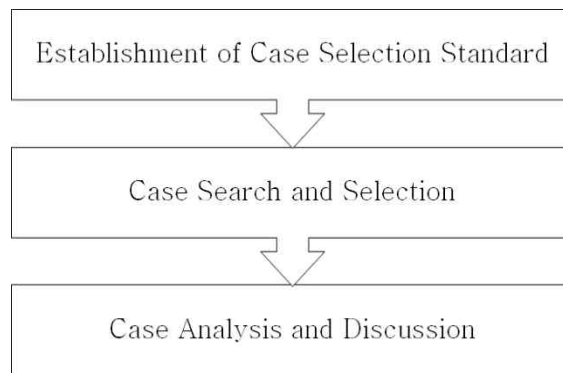 Establishment of Case Selection Standard
Case Search and Selection
Case Analysis and Discussion